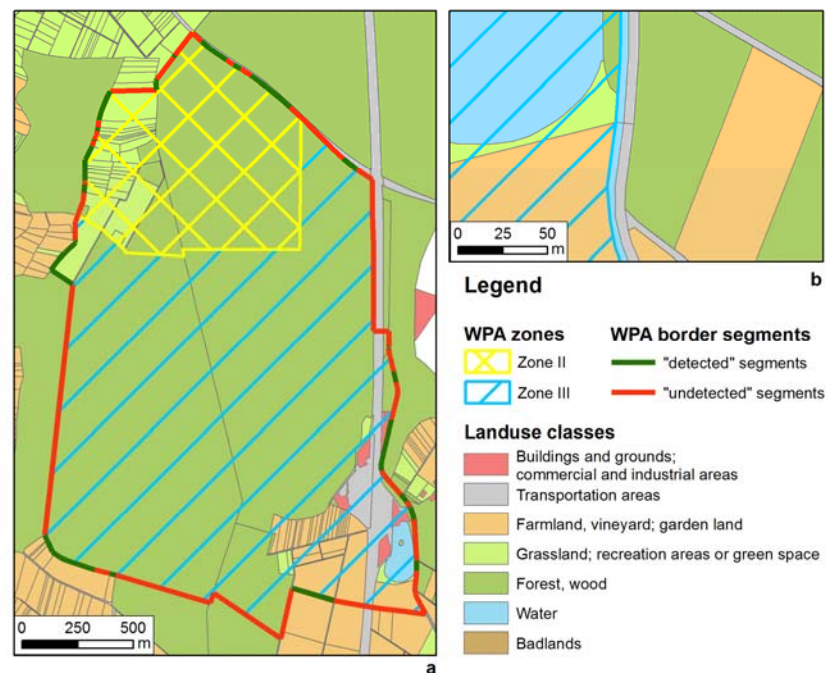 0 250 500
m
a
0 25 50
m
b
Legend
WPA zones
Zone II
Zone III
WPA border segments
"detected" segments
"undetected" segments
Landuse classes
Buildings and grounds;
commercial and industrial areas
Transportation areas
Farmland, vineyard; garden land
Grassland; recreation areas or green space
Forest, wood
Water
Badlands